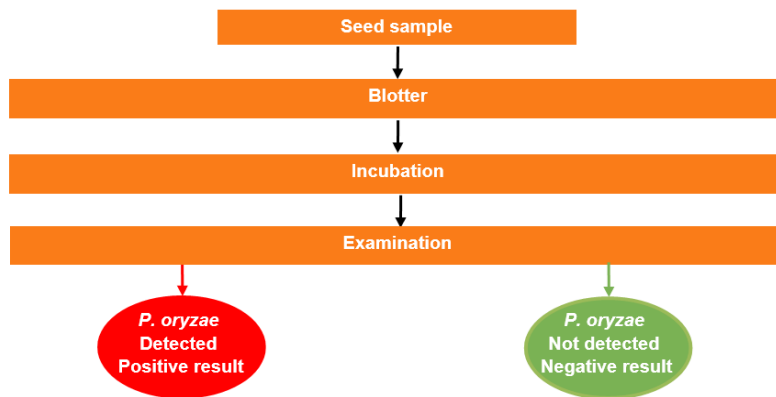 Seed sample
Blotter
Incubation
Examination
P. oryzae
Detected
Positive result
P. oryzae
Not detected
Negative result